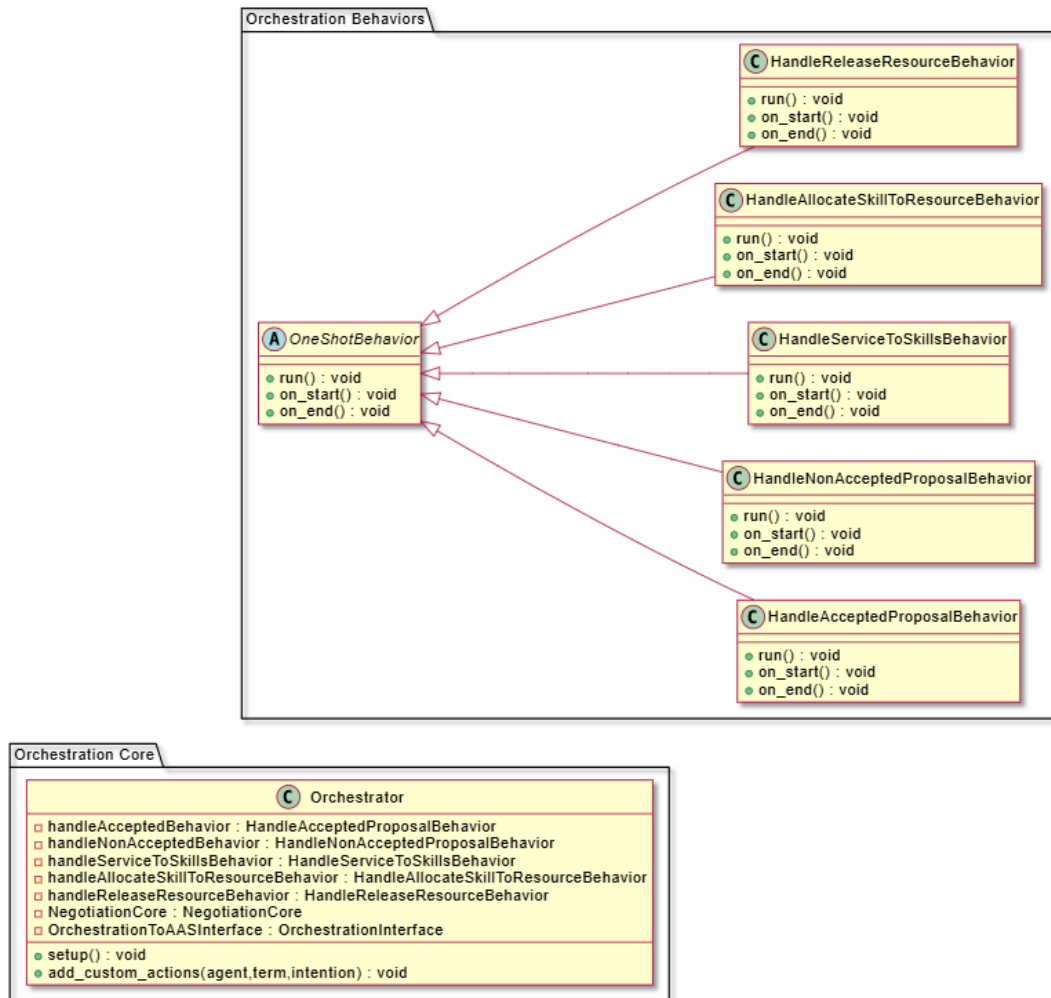 Orchestration Behaviors
C HandleReleaseResourceBehavior
run() : void
on_start() : void
on_end() : void
C HandleAllocateSkillToResourceBehavior
run() : void
on_start() : void
on_end() : void
A OneShotBehavior
run() : void
on_start() : void
on_end() : void
C HandleServiceToSkillsBehavior
run() : void
on_start() : void
on_end() : void
C HandleNonAcceptedProposalBehavior
run() : void
on_start() : void
on_end() : void
C HandleAcceptedProposalBehavior
run() : void
on_start() : void
on_end() : void
Orchestration Core
C Orchestrator
handleAcceptedBehavior : HandleAcceptedProposalBehavior
handleNonAcceptedBehavior : HandleNonAcceptedProposalBehavior
handleServiceToSkillsBehavior : HandleServiceToSkillsBehavior
handleAllocateSkillToResourceBehavior : HandleAllocateSkillToResourceBehavior
handleReleaseResourceBehavior : HandleReleaseResourceBehavior
NegotiationCore : NegotiationCore
OrchestrationToAASInterface : OrchestrationInterface
setup() : void
add_custom_actions(agent,term,intention) : void